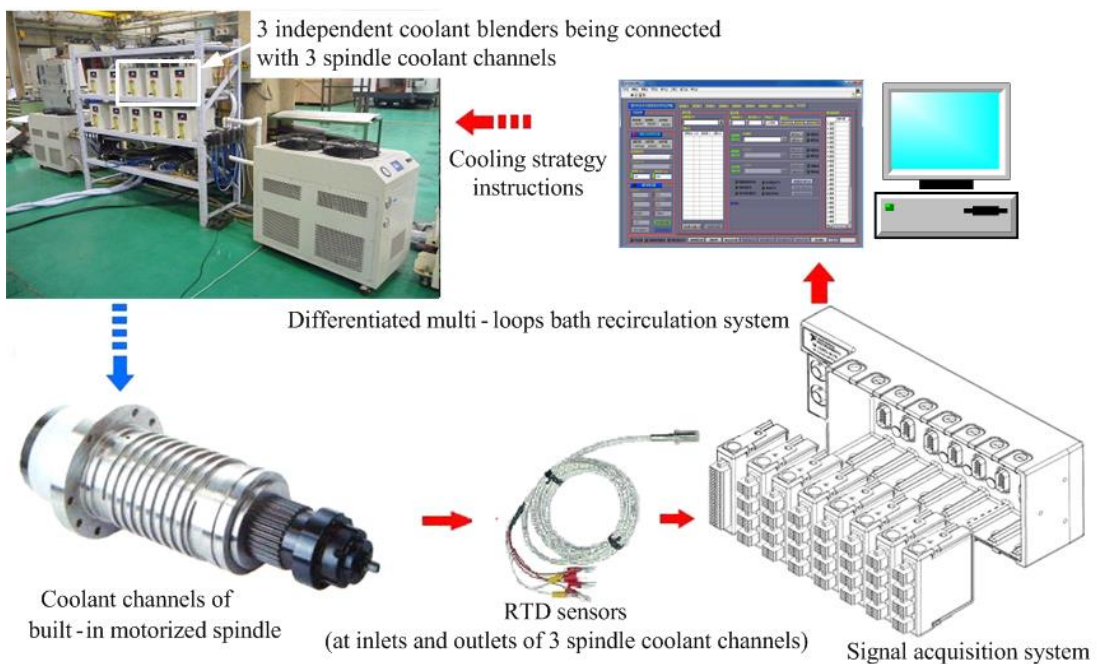 3 independent coolant blenders being connected
with 3 spindle coolant channels
Cooling strategy
instructions
Differentiated multi - loops bath recirculation system
Coolant channels of
built - in motorized spindle
RTD sensors
(at inlets and outlets of 3 spindle coolant channels)
Signal acquisition system